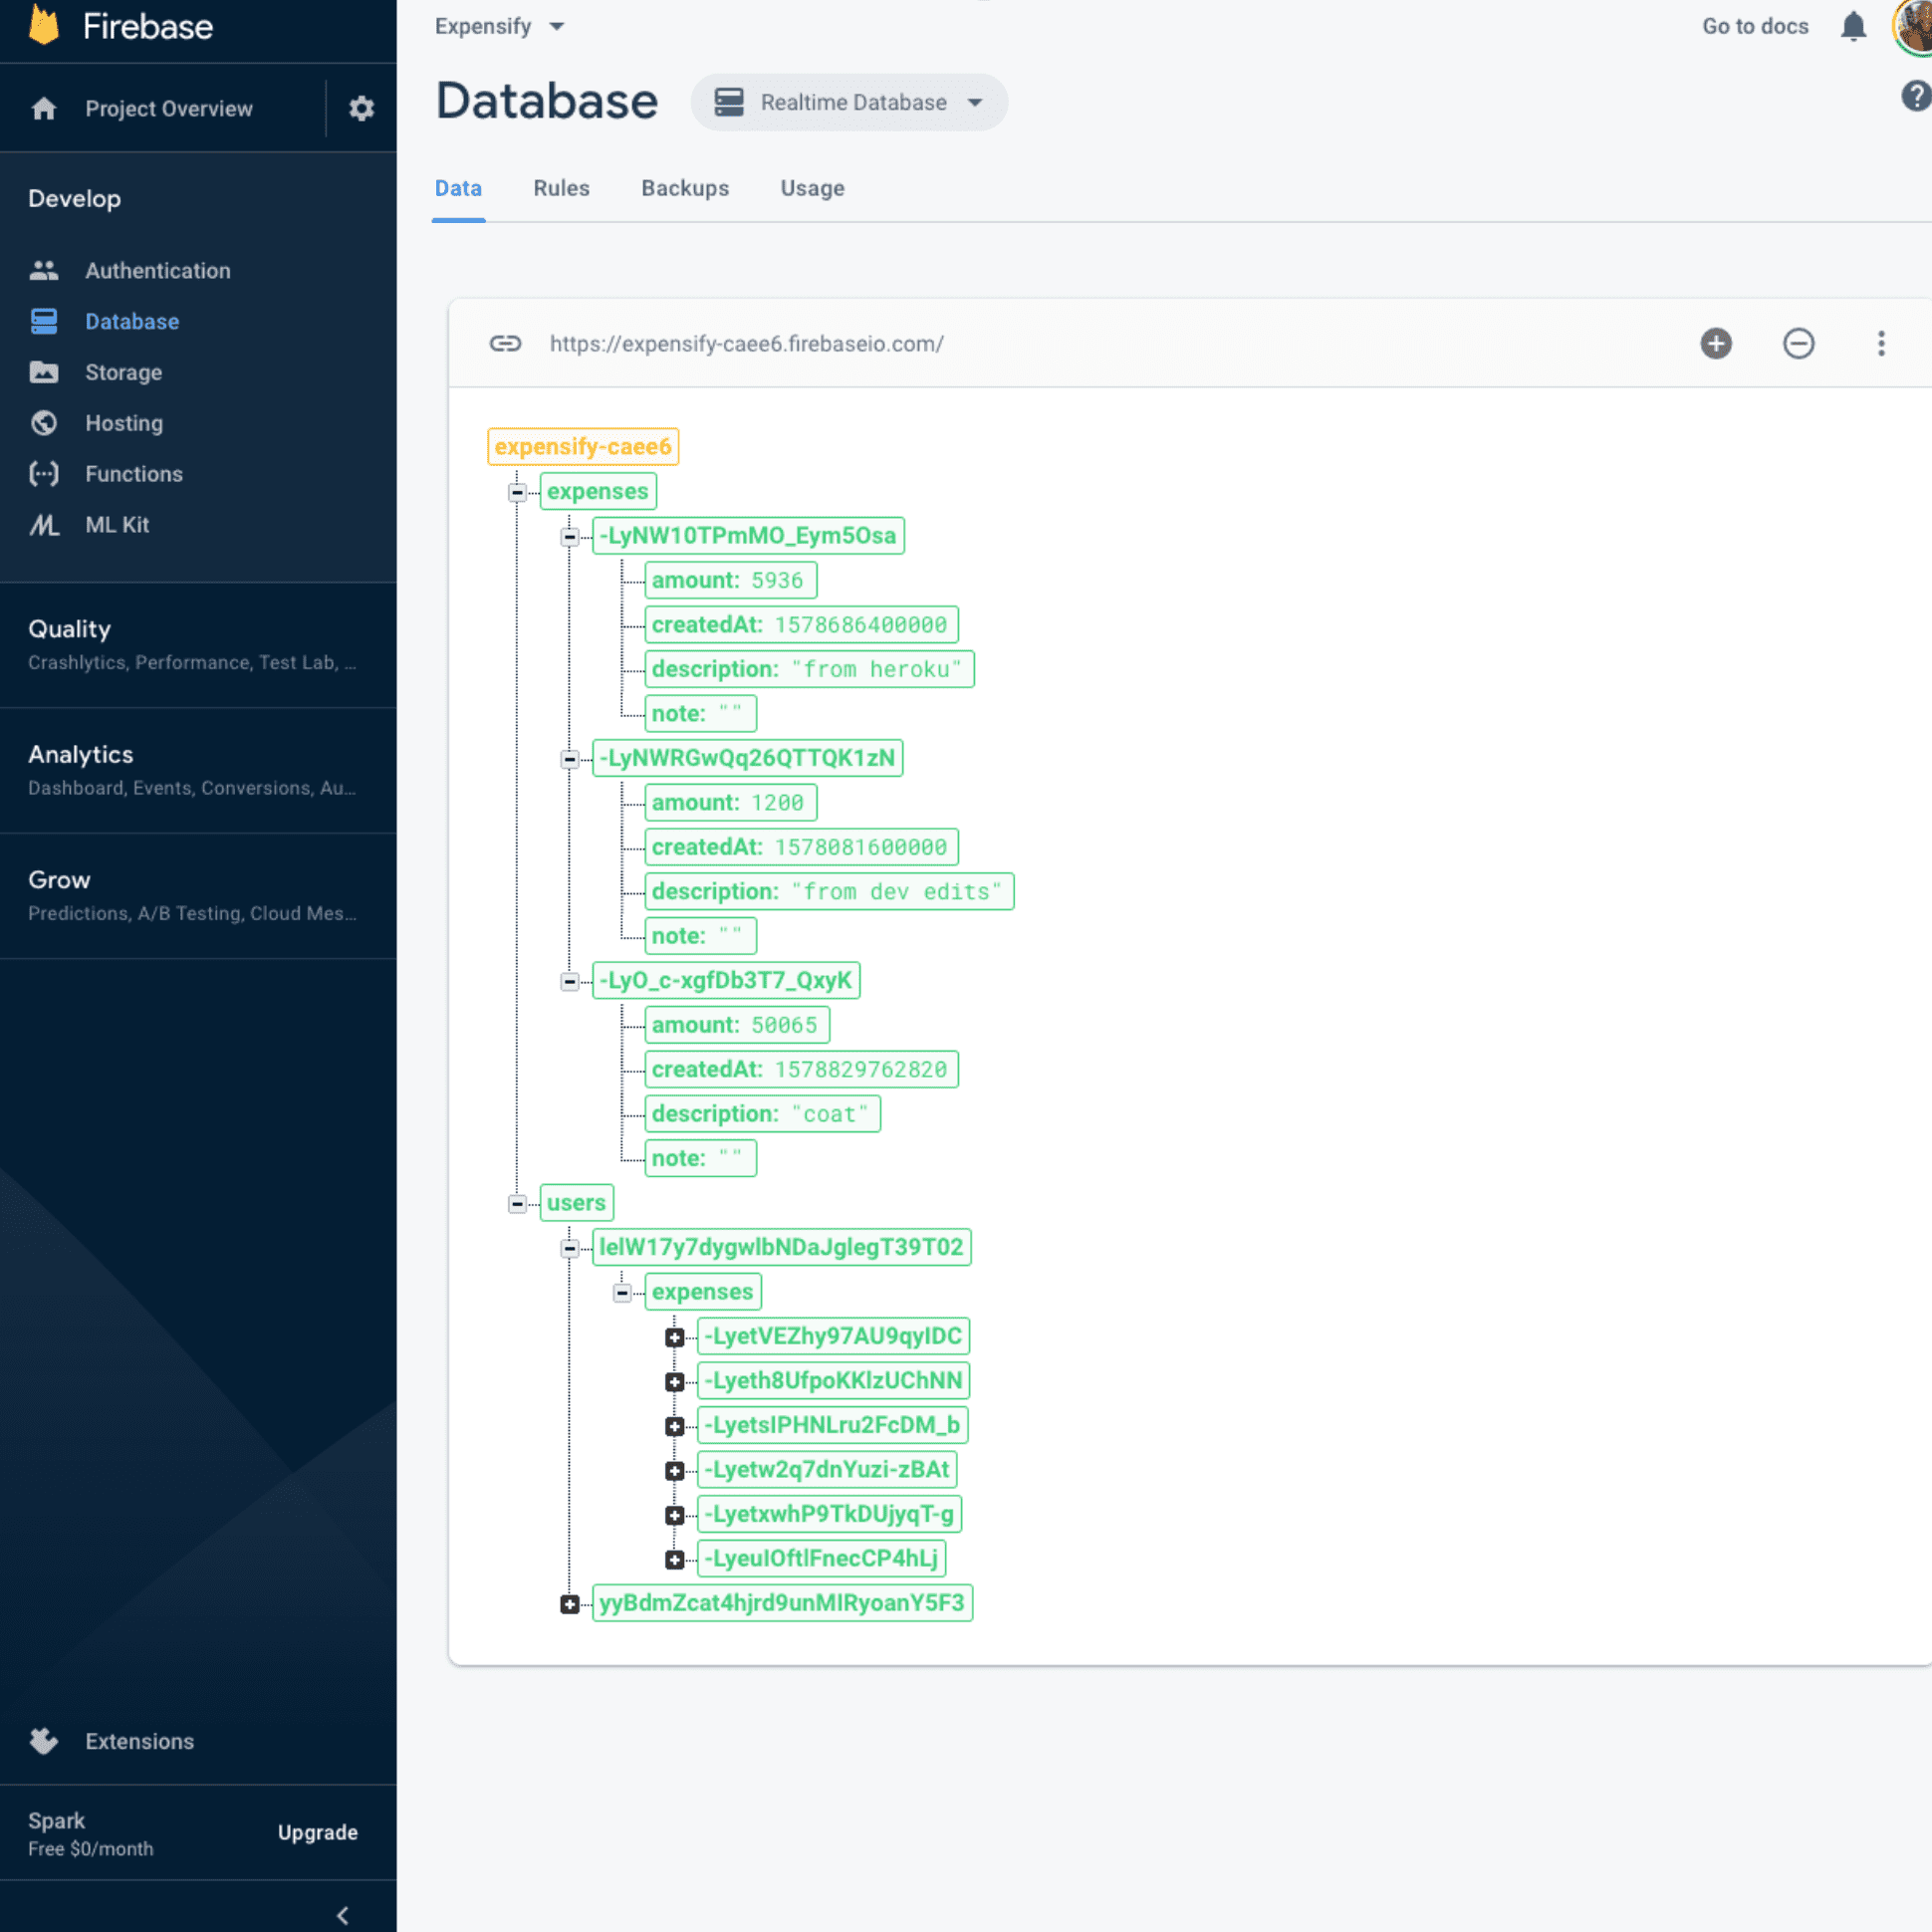 Firebase
Project Overview
Develop
Authentication
Database
Storage
Hosting
Functions
ML Kit
Quality
Crashlytics, Performance, Test Lab, ...
Analytics
Dashboard, Events, Conversions, Au...
Grow
Predictions, A/B Testing, Cloud Mes...
Extensions
Spark
Free $0/month
Upgrade
Expensify
Go to docs
Database
Realtime Database
Data Rules Backups Usage
https://expensify-caee6.firebaseio.com/
expensify-caee6
expenses
-LyNW10TPmMO_Eym5Osa
amount: 5936
createdAt: 1578686400000
description: "from heroku"
note: ""
-LyNWRGwQq26QTTQK1zN
amount: 1200
createdAt: 1578081600000
description: "from dev edits"
note: ""
-LyO_c-xgfDb3T7_QxyK
amount: 50065
createdAt: 1578829762820
description: "coat"
note: ""
users
lelW17y7dygwlbNDaJglegT39T02
expenses
-LyetVEZhy97AU9qyIDC
-Lyeth8UfpoKKlzUChNN
-LyetsIPHNLru2FcDM_b
-Lyetw2q7dnYuzi-zBAt
-LyetxwhP9TkDUjyqT-g
-LyeuIOftlFnecCP4hLj
yyBdmZcat4hjrd9unMIRyoanY5F3